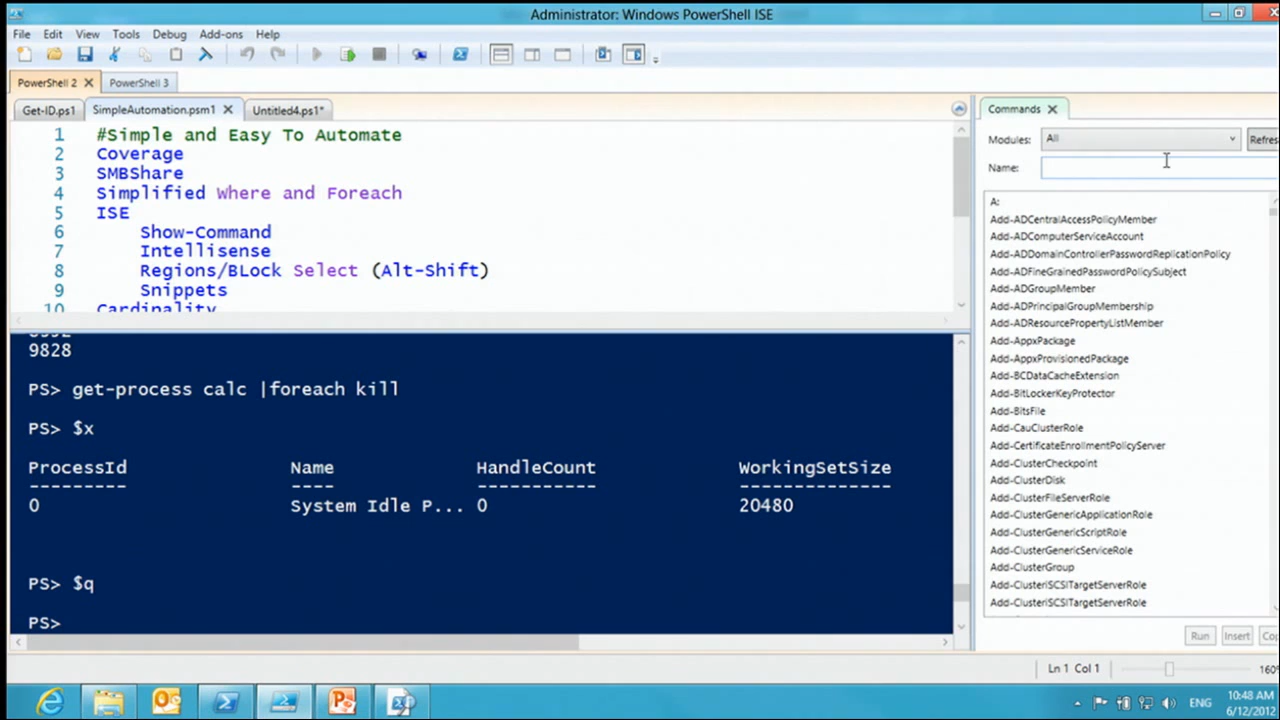 Administrator: Windows PowerShell ISE
File Edit View Tools Debug Add-ons Help
PowerShell 2 PowerShell 3
Get-ID.ps1 SimpleAutomation.psm1 Untitled4.ps1*
1 #Simple and Easy To Automate
2 Coverage
3 SMBShare
4 Simplified Where and Foreach
5 ISE
6 Show-Command
7 Intellisense
8 Regions/BLock Select (Alt-Shift)
9 Snippets
10 Cardinality
9828
PS> get-process calc |foreach kill
PS> $x
ProcessId Name HandleCount WorkingSetSize
--------- ---- ----------- --------------
0 System Idle P... 0 20480
PS> $q
PS>
Commands
Modules: All Refres
Name:
A:
Add-ADCentralAccessPolicyMember
Add-ADComputerServiceAccount
Add-ADDomainControllerPasswordReplicationPolicy
Add-ADFineGrainedPasswordPolicySubject
Add-ADGroupMember
Add-ADPrincipalGroupMembership
Add-ADResourcePropertyListMember
Add-AppxPackage
Add-AppxProvisionedPackage
Add-BCDataCacheExtension
Add-BitLockerKeyProtector
Add-BitsFile
Add-CauClusterRole
Add-CertificateEnrollmentPolicyServer
Add-ClusterCheckpoint
Add-ClusterDisk
Add-ClusterFileServerRole
Add-ClusterGenericApplicationRole
Add-ClusterGenericScriptRole
Add-ClusterGenericServiceRole
Add-ClusterGroup
Add-ClusteriSCSITargetServerRole
Add-ClusteriSCSITargetServerRole
Run Insert Co
Ln 1 Col 1 160%
ENG 10:48 AM
6/12/2012